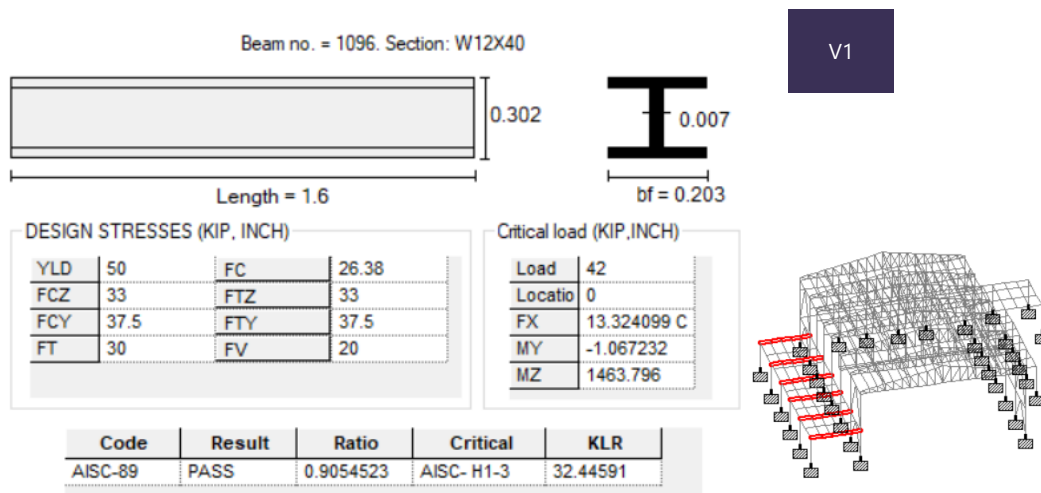 Beam no. = 1096. Section: W12X40
V1
0.302
0.007
Length = 1.6
bf = 0.203
DESIGN STRESSES (KIP, INCH)
YLD 50 FC 26.38
FCZ 33 FTZ 33
FCY 37.5 FTY 37.5
FT 30 FV 20
Critical load (KIP,INCH)
Load 42
Locatio 0
FX 13.324099 C
MY -1.067232
MZ 1463.796
Code Result Ratio Critical KLR
AISC-89 PASS 0.9054523 AISC- H1-3 32.44591